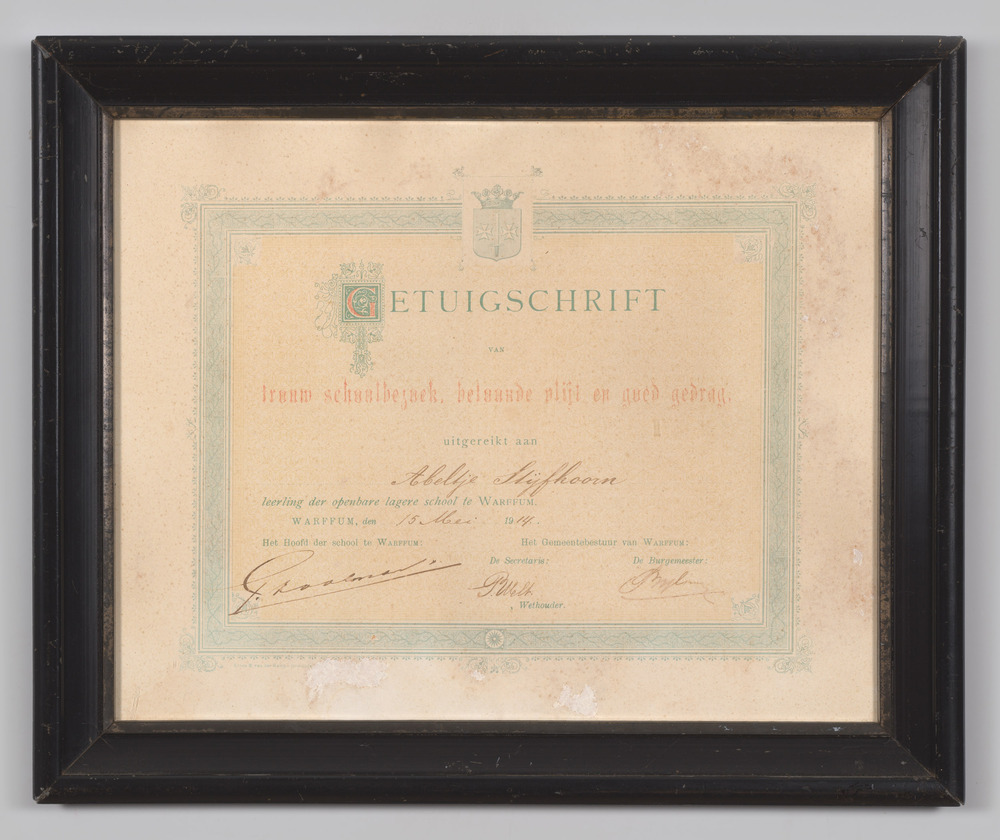 GETUIGSCHRIFT
VAN
trouw schoolbezoek, betoonde vlijt en goed gedrag,
uitgereikt aan
Abeltje Stijfhoorn
leerling der openbare lagere school te WARFFUM.
WARFFUM, den 15 Mei 1914.
Het Hoofd der school te WARFFUM:
Het Gemeentebestuur van WARFFUM:
De Secretaris:
De Burgemeester:
Wethouder.